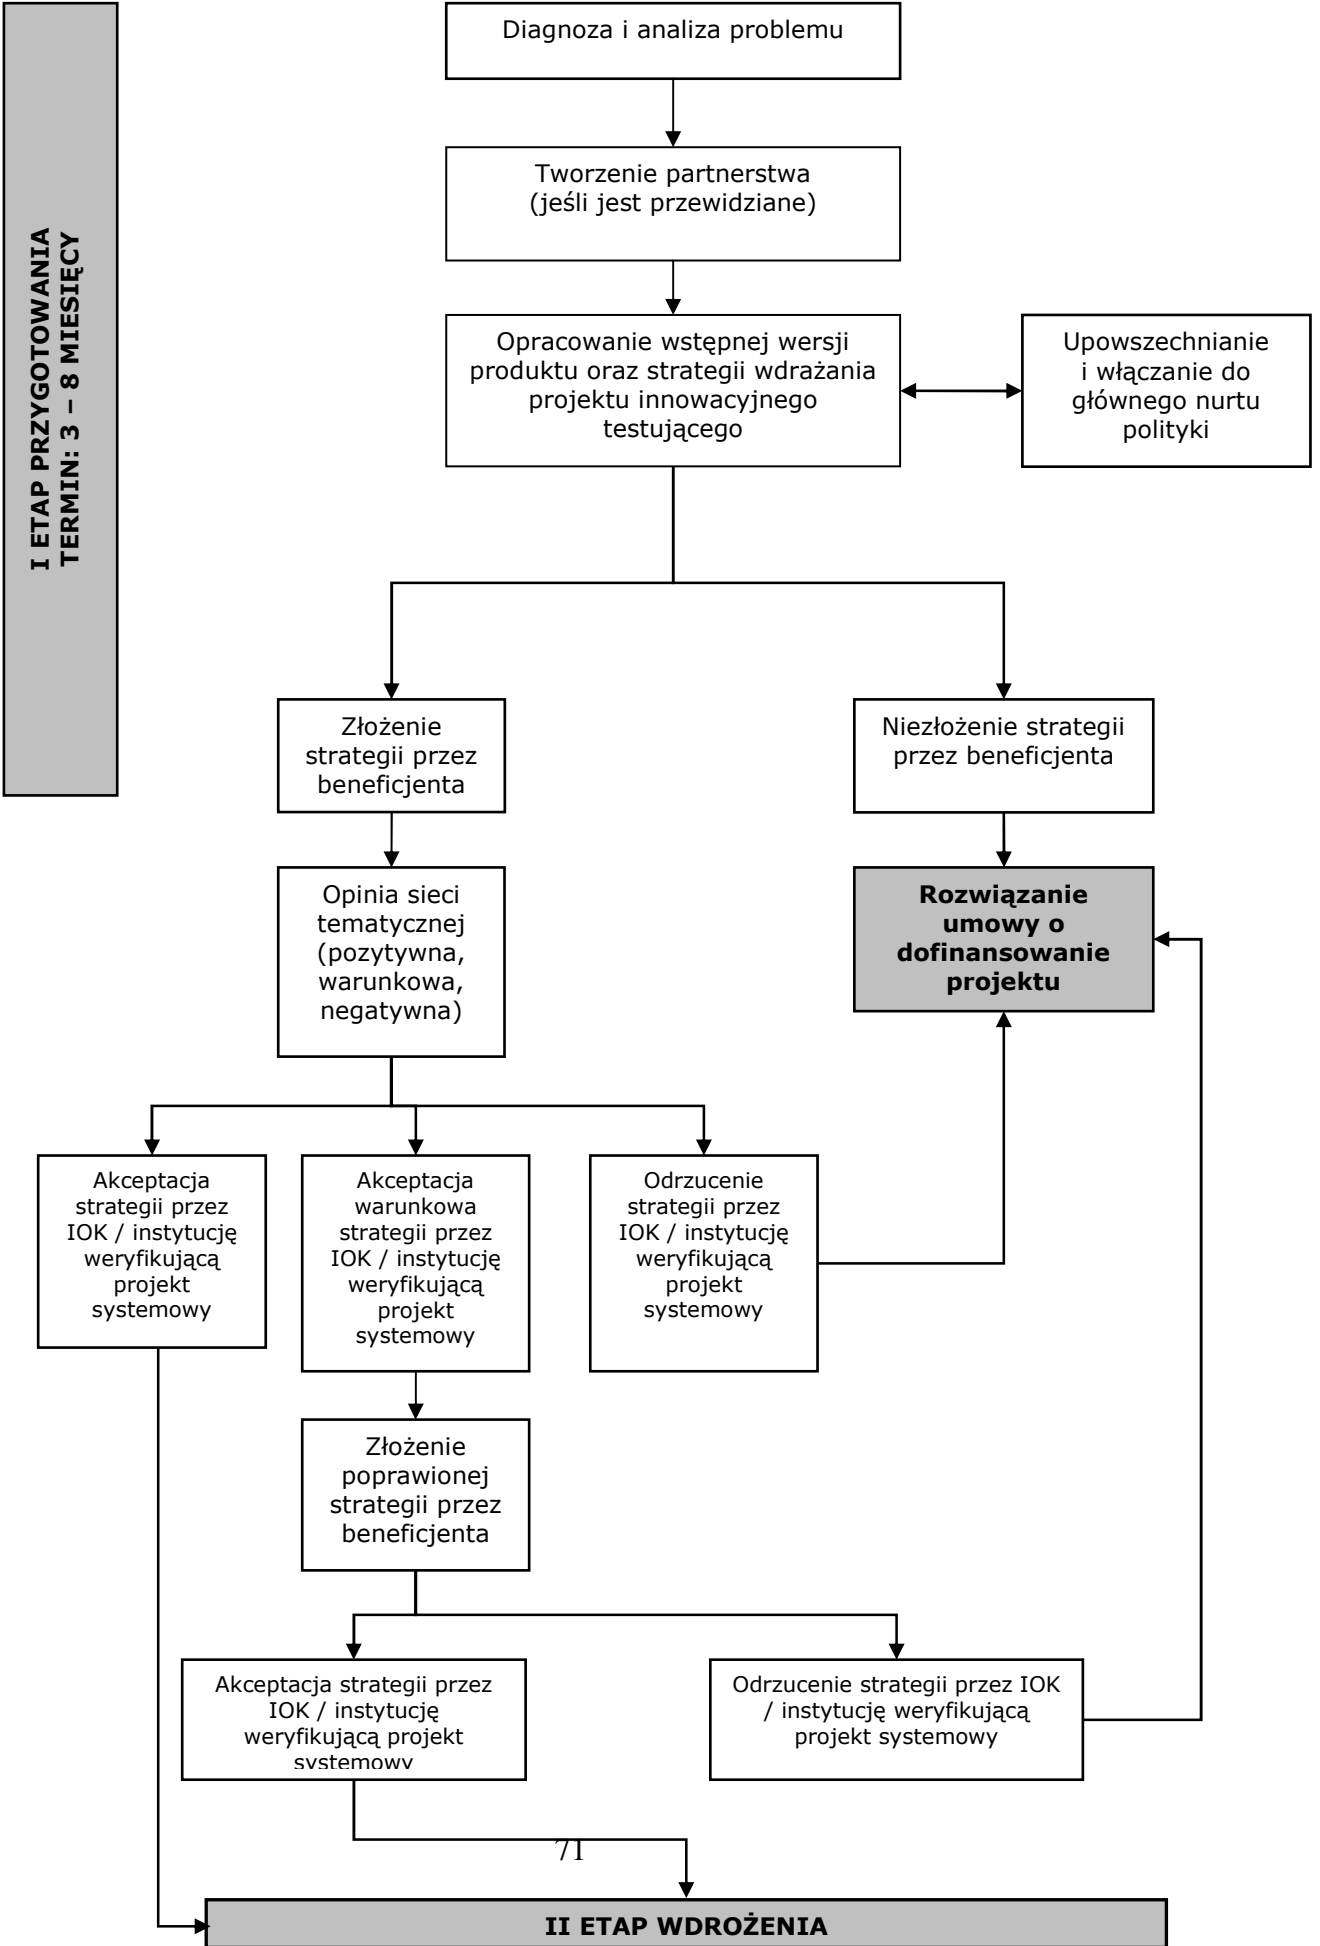 Diagnoza i analiza problemu
Tworzenie partnerstwa
(jeśli jest przewidziane)
I ETAP PRZYGOTOWANIA
TERMIN: 3 – 8 MIESIĘCY
Opracowanie wstępnej wersji
produktu oraz strategii wdrażania
projektu innowacyjnego
testującego
Upowszechnianie
i włączanie do
głównego nurtu
polityki
Złożenie
strategii przez
beneficjenta
Niezłożenie strategii
przez beneficjenta
Opinia sieci
tematycznej
(pozytywna,
warunkowa,
negatywna)
Rozwiązanie
umowy o
dofinansowanie
projektu
Akceptacja
strategii przez
IOK / instytucję
weryfikującą
projekt
systemowy
Akceptacja
warunkowa
strategii przez
IOK / instytucję
weryfikującą
projekt
systemowy
Odrzucenie
strategii przez
IOK / instytucję
weryfikującą
projekt
systemowy
Złożenie
poprawionej
strategii przez
beneficjenta
Akceptacja strategii przez
IOK / instytucję
weryfikującą projekt
systemowy
Odrzucenie strategii przez IOK
/ instytucję weryfikującą
projekt systemowy
71
II ETAP WDROŻENIA